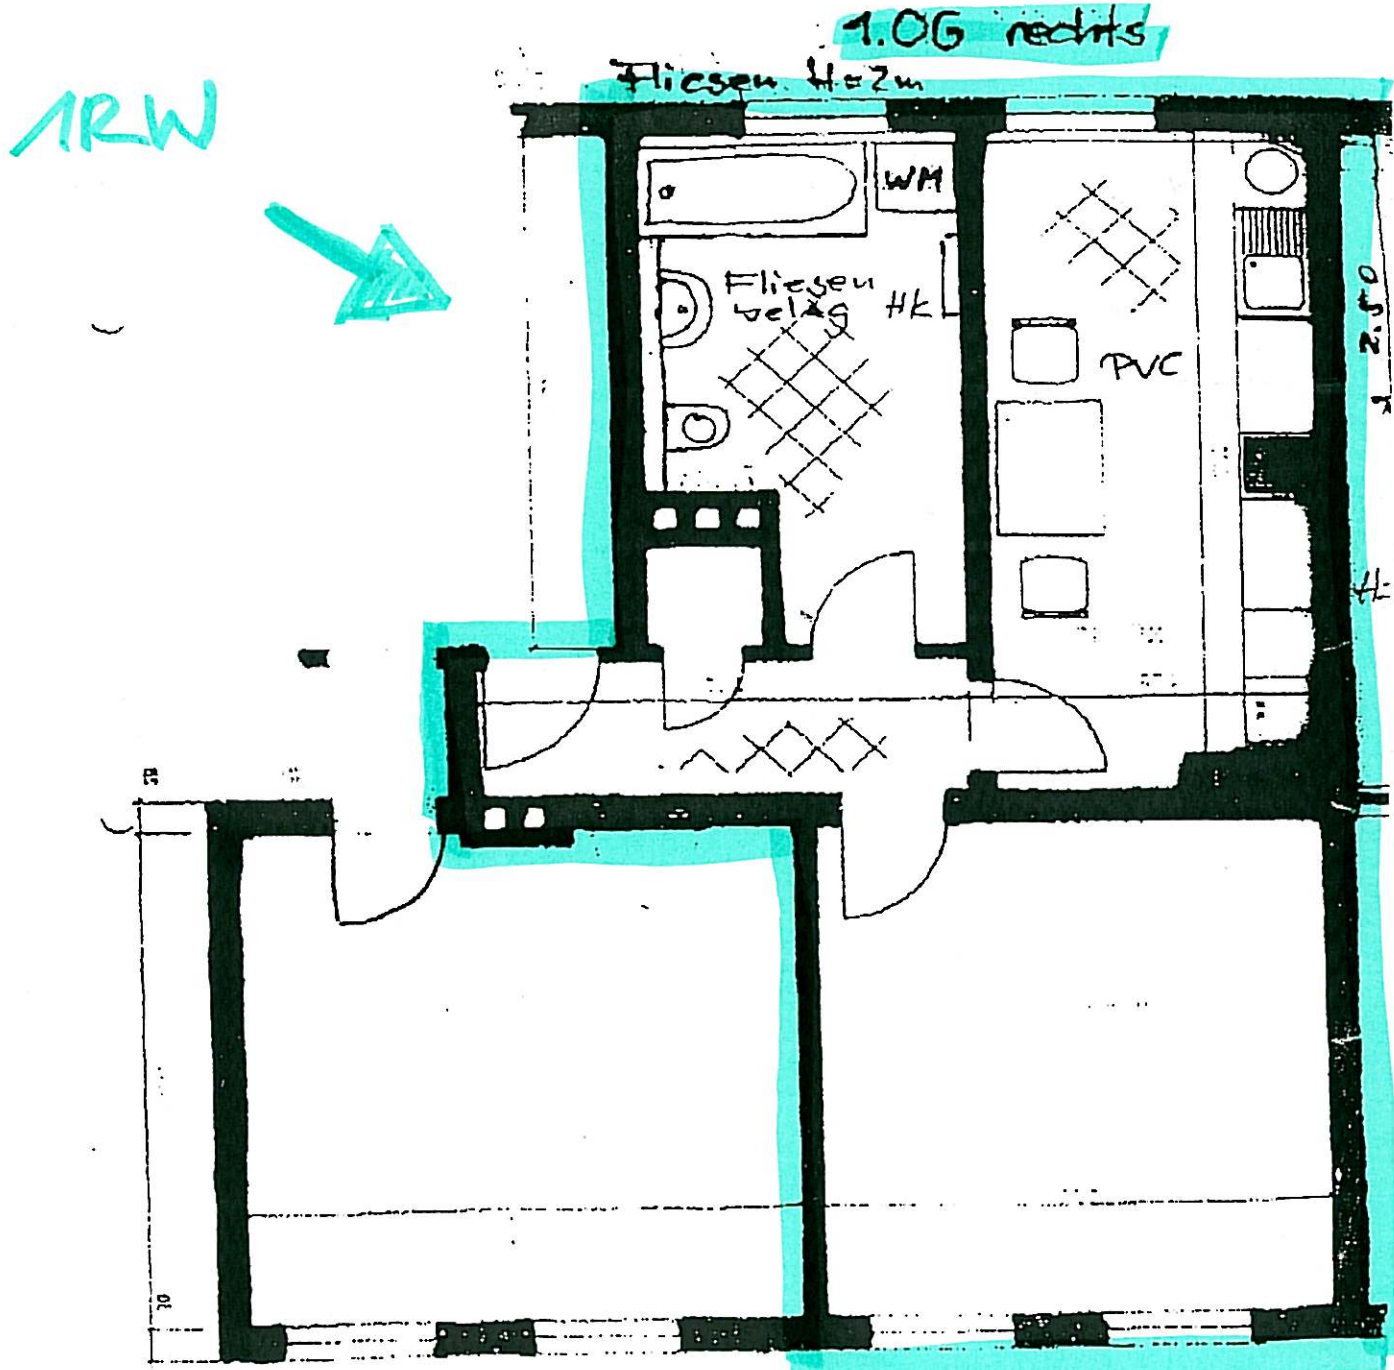 1.OG rechts
Fliesen H=2m
1RW
WM
Fliesen
belag
HK
PVC
2.50